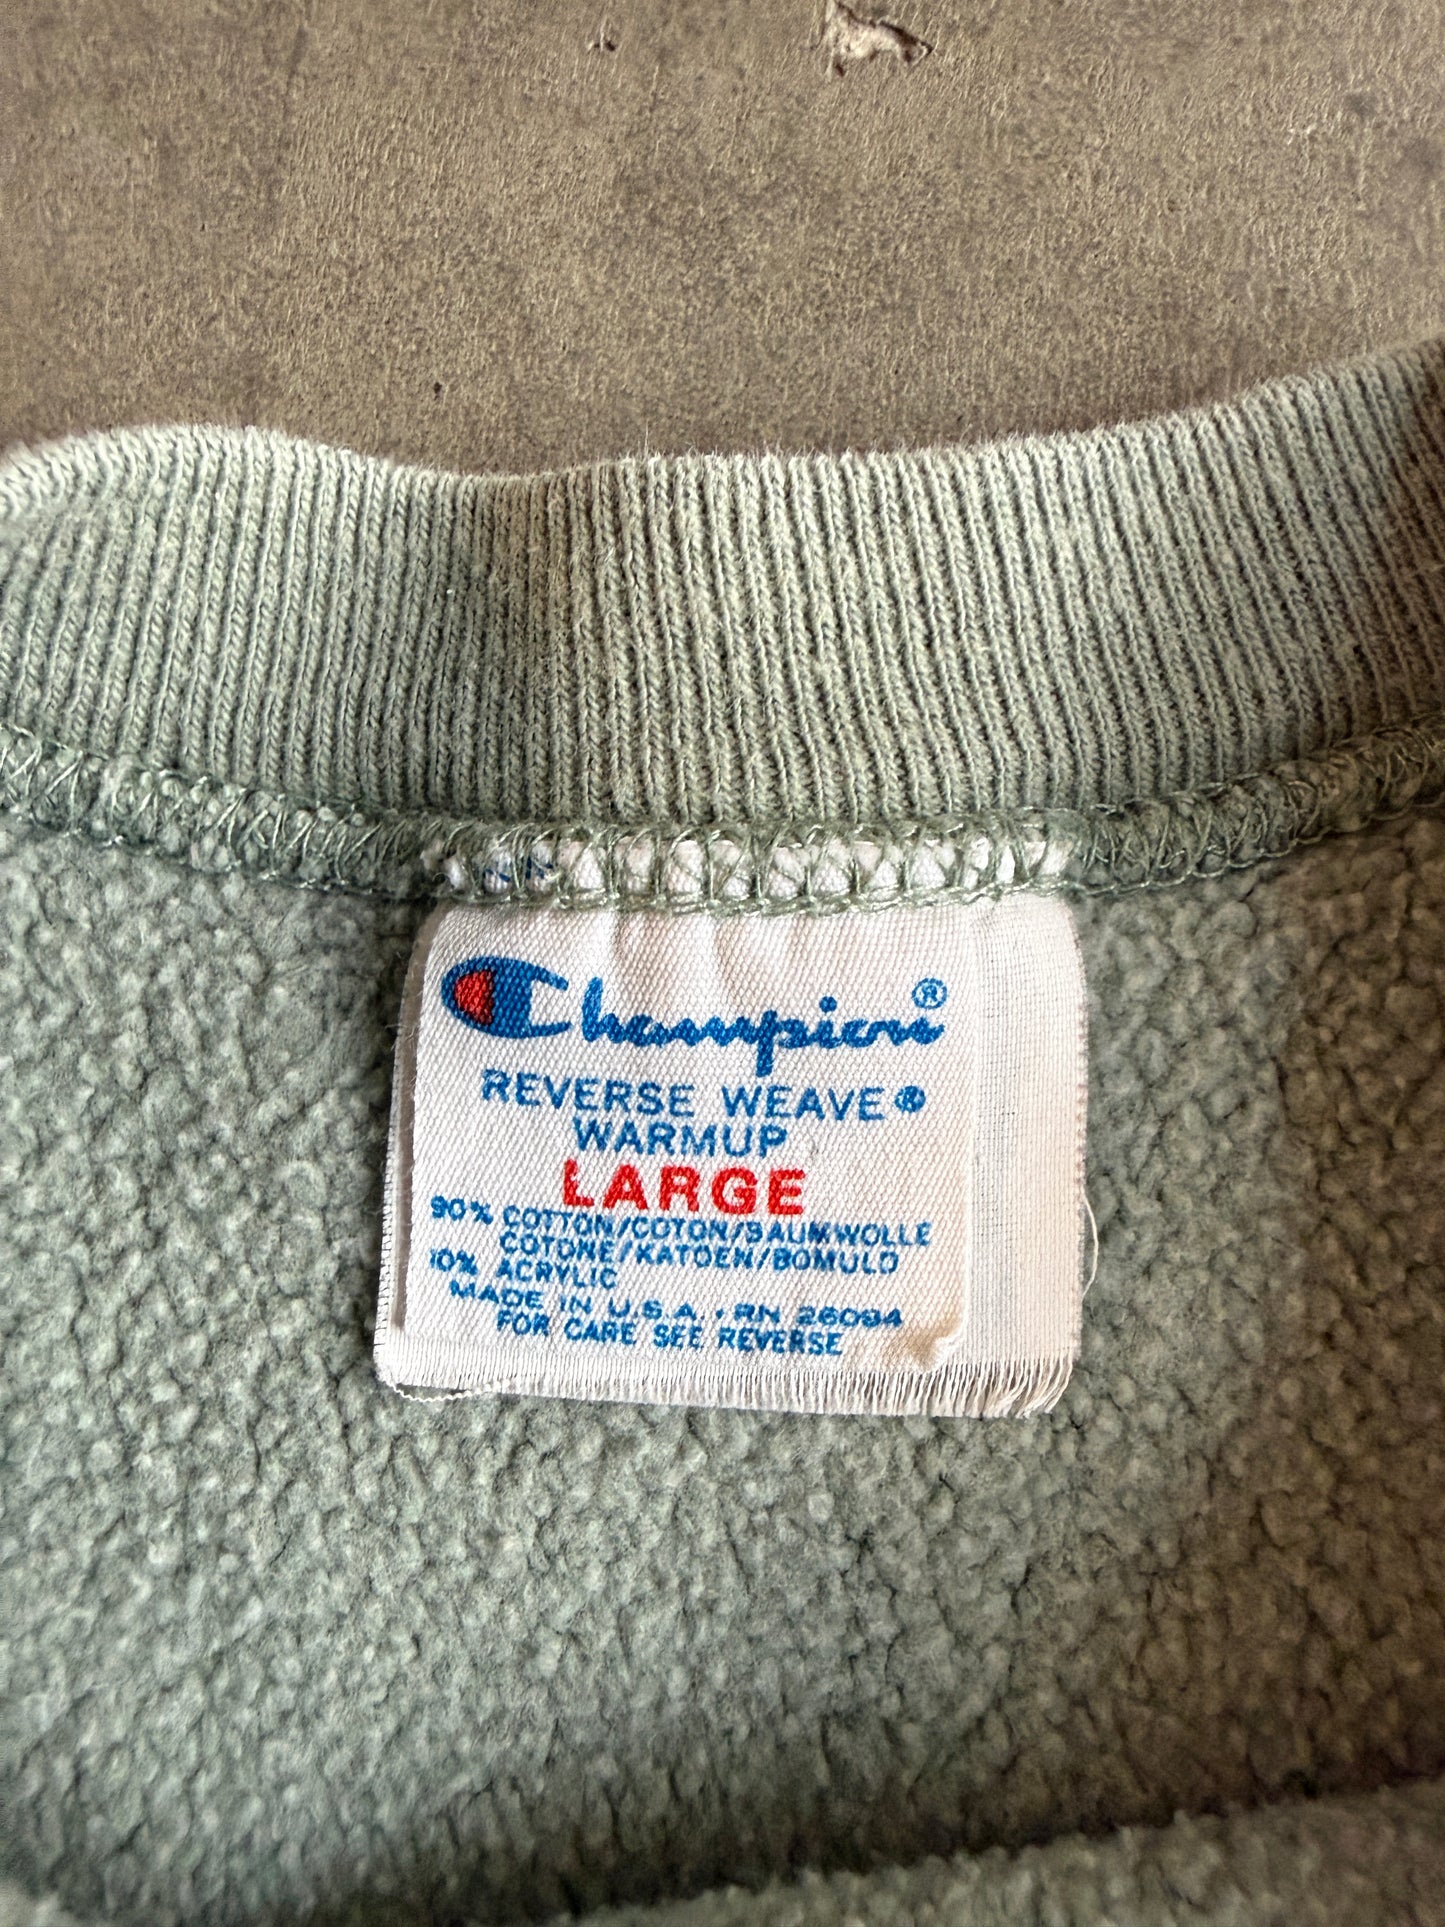 Champion®
REVERSE WEAVE®
WARMUP
LARGE
90% COTTON/COTON/BAUMWOLLE
COTONE/KATOEN/BOMULD
10% ACRYLIC
MADE IN U.S.A. • RN 26094
FOR CARE SEE REVERSE